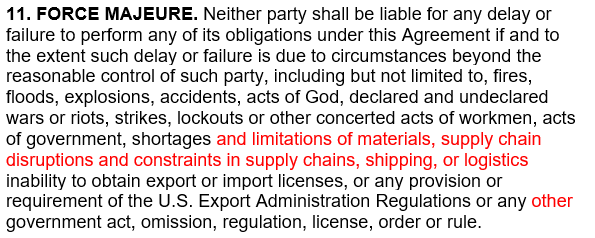 11. FORCE MAJEURE. Neither party shall be liable for any delay or
failure to perform any of its obligations under this Agreement if and to
the extent such delay or failure is due to circumstances beyond the
reasonable control of such party, including but not limited to, fires,
floods, explosions, accidents, acts of God, declared and undeclared
wars or riots, strikes, lockouts or other concerted acts of workmen, acts
of government, shortages and limitations of materials, supply chain
disruptions and constraints in supply chains, shipping, or logistics
inability to obtain export or import licenses, or any provision or
requirement of the U.S. Export Administration Regulations or any other
government act, omission, regulation, license, order or rule.